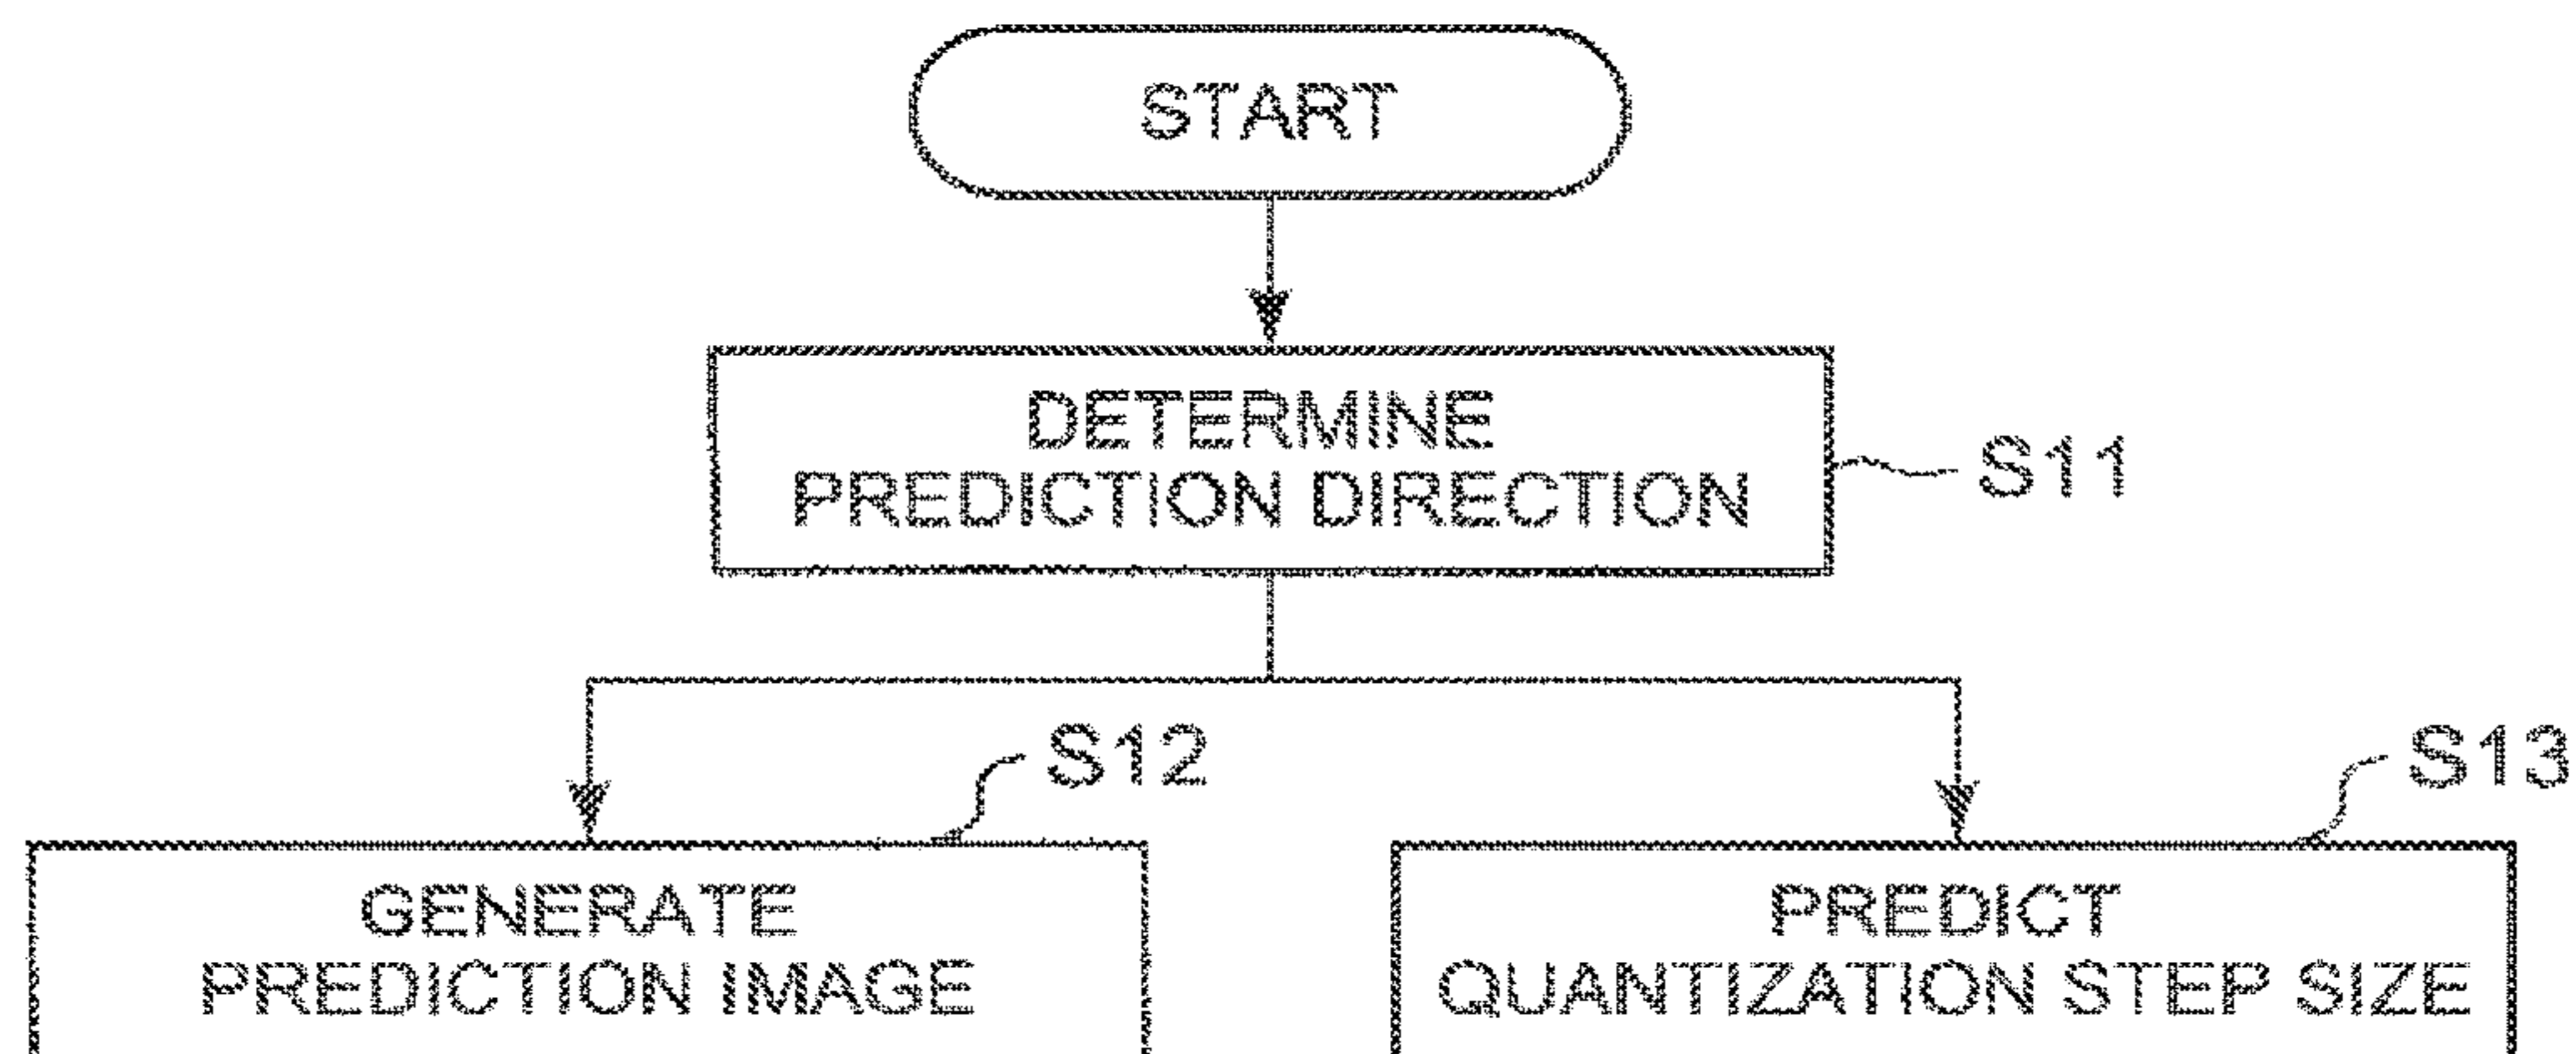 START
DETERMINE
PREDICTION DIRECTION
S11
S12
GENERATE
PREDICTION IMAGE
S13
PREDICT
QUANTIZATION STEP SIZE